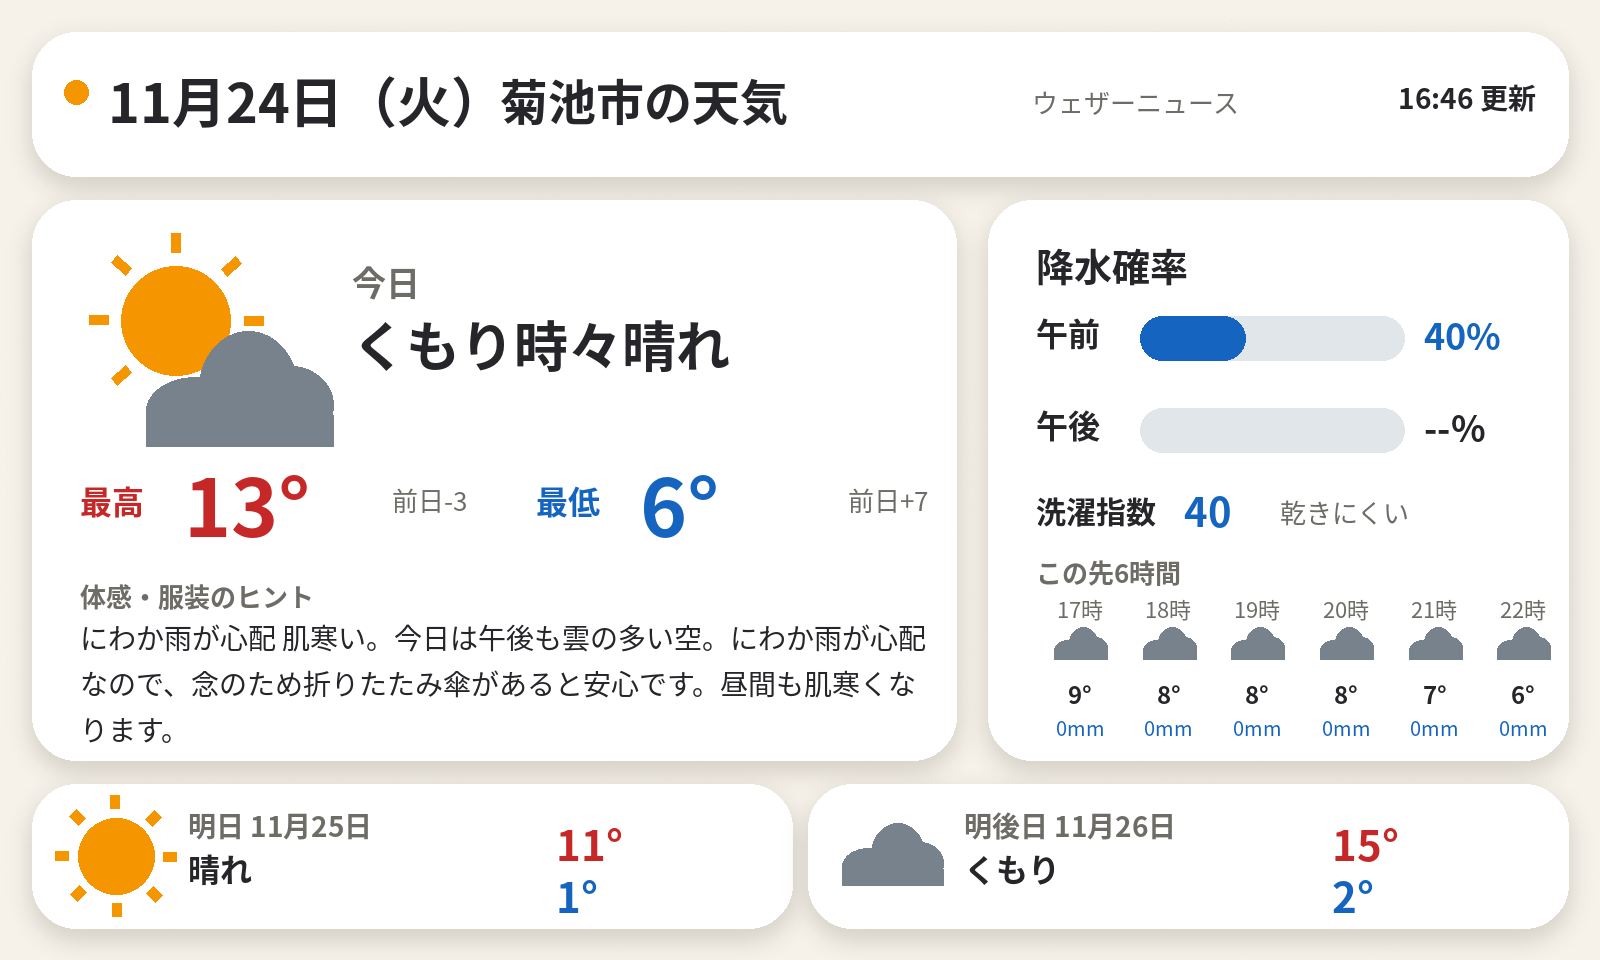 11月24日（火）菊池市の天気
ウェザーニュース
16:46 更新
今日
くもり時々晴れ
最高 13° 前日-3 最低 6° 前日+7
体感・服装のヒント
にわか雨が心配 肌寒い。今日は午後も雲の多い空。にわか雨が心配
なので、念のため折りたたみ傘があると安心です。昼間も肌寒くな
ります。
降水確率
午前 40%
午後 --%
洗濯指数 40 乾きにくい
この先6時間
17時 18時 19時 20時 21時 22時
9° 8° 8° 8° 7° 6°
0mm 0mm 0mm 0mm 0mm 0mm
明日 11月25日
晴れ
11°
1°
明後日 11月26日
くもり
15°
2°